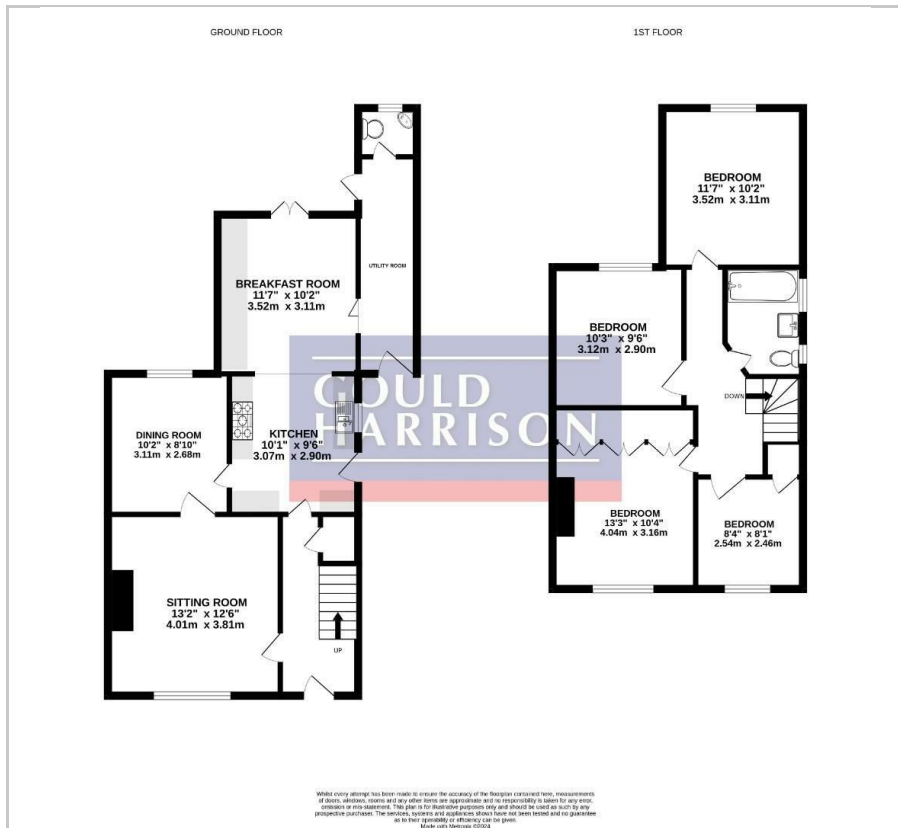 GROUND FLOOR
1ST FLOOR
BEDROOM
11'7" x 10'2"
3.52m x 3.11m
UTILITY ROOM
BREAKFAST ROOM
11'7" x 10'2"
3.52m x 3.11m
BEDROOM
10'3" x 9'6"
3.12m x 2.90m
DOWN
GOULD
HARRISON
DINING ROOM
10'2" x 8'10"
3.11m x 2.68m
KITCHEN
10'1" x 9'6"
3.07m x 2.90m
BEDROOM
13'3" x 10'4"
4.04m x 3.16m
BEDROOM
8'4" x 8'1"
2.54m x 2.46m
SITTING ROOM
13'2" x 12'6"
4.01m x 3.81m
UP
Whilst every attempt has been made to ensure the accuracy of the floorplan contained here, measurements
of doors, windows, rooms and any other items are approximate and no responsibility is taken for any error,
omission or mis-statement. This plan is for illustrative purposes only and should be used as such by any
prospective purchaser. The services, systems and appliances shown have not been tested and no guarantee
as to their operability or efficiency can be given.
Made with Metropix ©2024